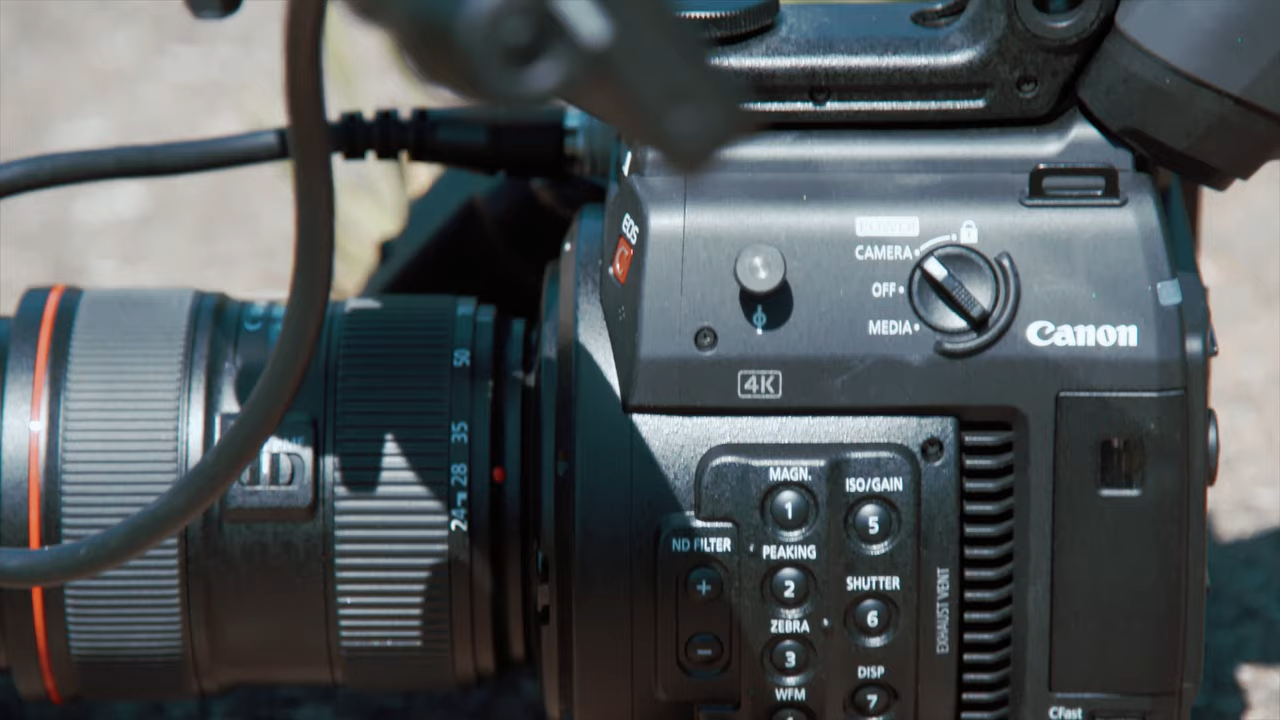 EOS
C
POWER
CAMERA
OFF
MEDIA
Canon
4K
50
35
28
24
MAGN.
1
ISO/GAIN
5
ND FILTER
PEAKING
+
2
SHUTTER
6
ZEBRA
-
3
EXHAUST VENT
DISP
7
WFM
CFast